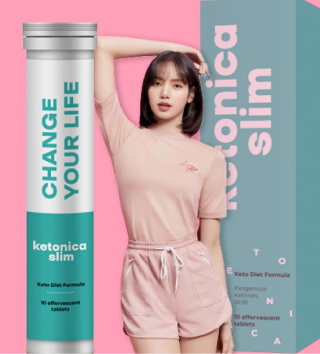 CHANGE
YOUR LIFE
ketonica
slim
Keto Diet Formula
10 effervescent
tablets
ketonica
slim
K E T O N I C A
Keto Diet Formula
Exogenous
Ketones
BHB
10 effervescent
tablets